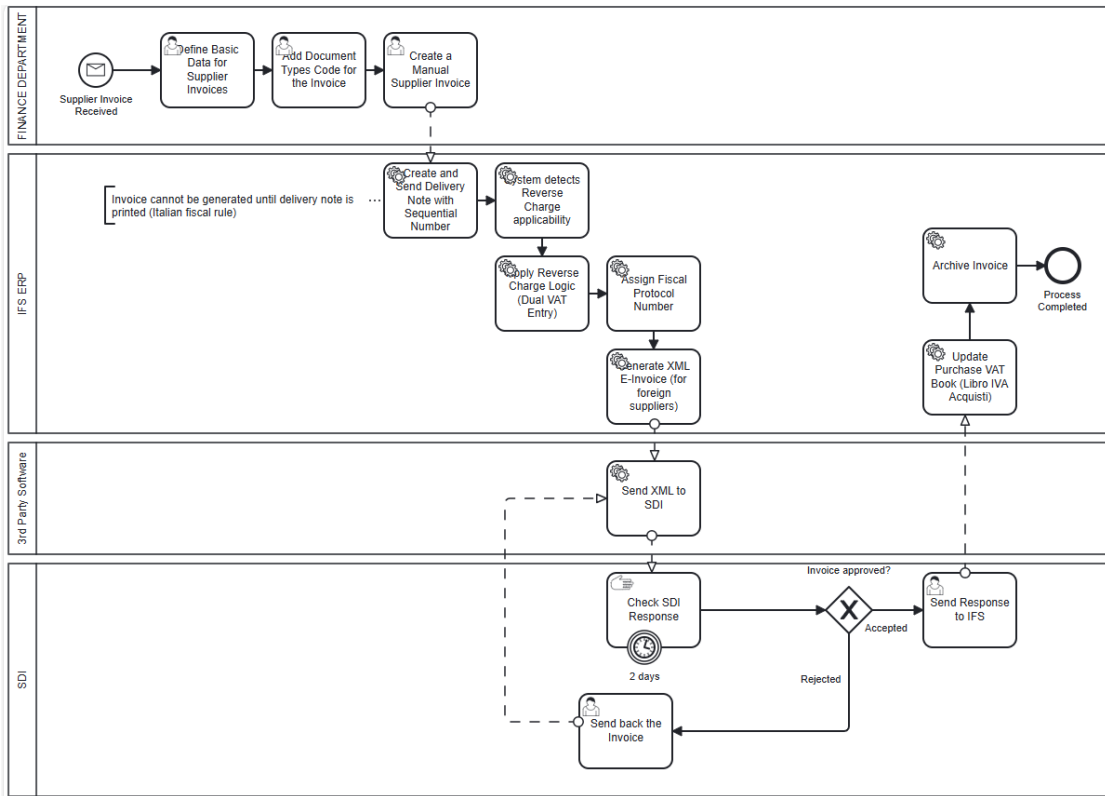 FINANCE DEPARTMENT
Supplier Invoice
Received
Define Basic
Data for
Supplier
Invoices
Add Document
Types Code for
the Invoice
Create a
Manual
Supplier Invoice
IFS ERP
Invoice cannot be generated until delivery note is
printed (Italian fiscal rule)
Create and
Send Delivery
Note with
Sequential
Number
System detects
Reverse
Charge
applicability
Apply Reverse
Charge Logic
(Dual VAT
Entry)
Assign Fiscal
Protocol
Number
Generate XML
E-Invoice (for
foreign
suppliers)
Archive Invoice
Process
Completed
Update
Purchase VAT
Book (Libro IVA
Acquisti)
3rd Party Software
Send XML to
SDI
SDI
Check SDI
Response
2 days
Invoice approved?
X
Accepted
Rejected
Send Response
to IFS
Send back the
Invoice